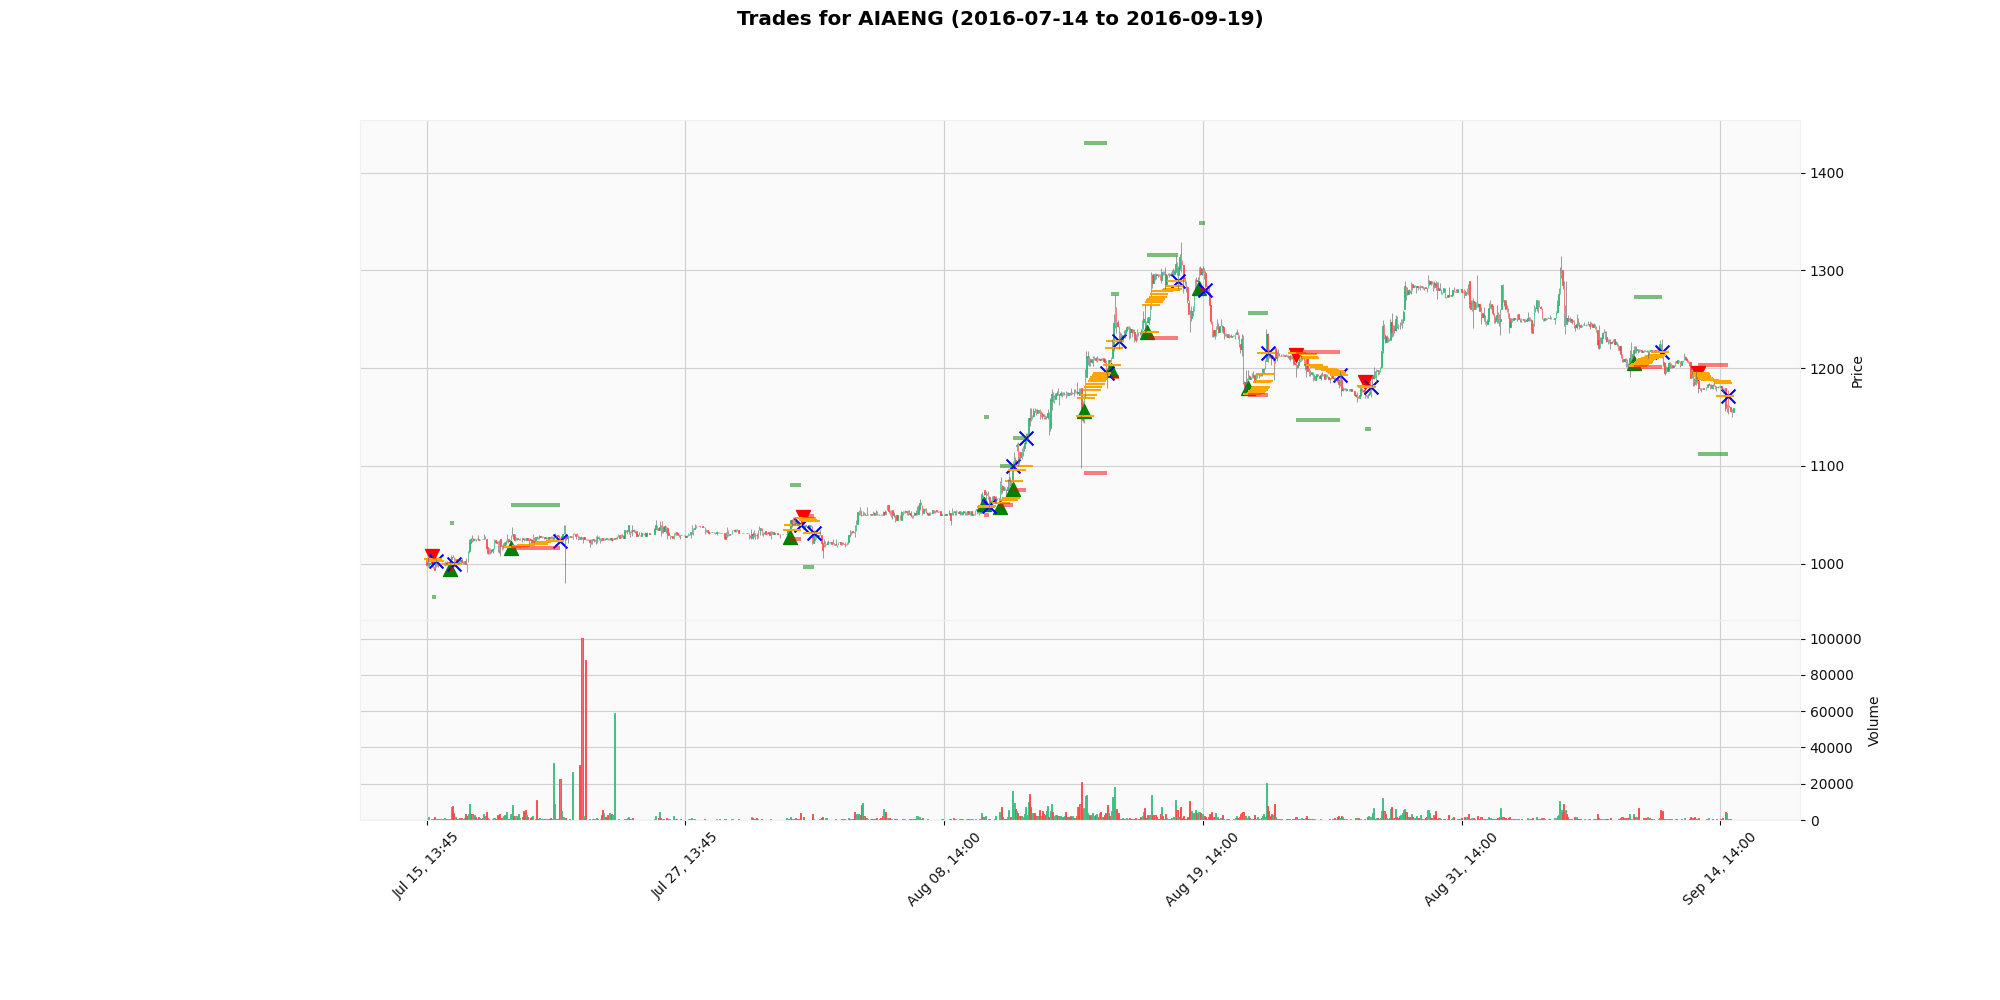 Trades for AIAENG (2016-07-14 to 2016-09-19)
1400
1300
1200
1100
1000
Price
100000
80000
60000
40000
20000
0
Volume
Jul 15, 13:45
Jul 27, 13:45
Aug 08, 14:00
Aug 19, 14:00
Aug 31, 14:00
Sep 14, 14:00